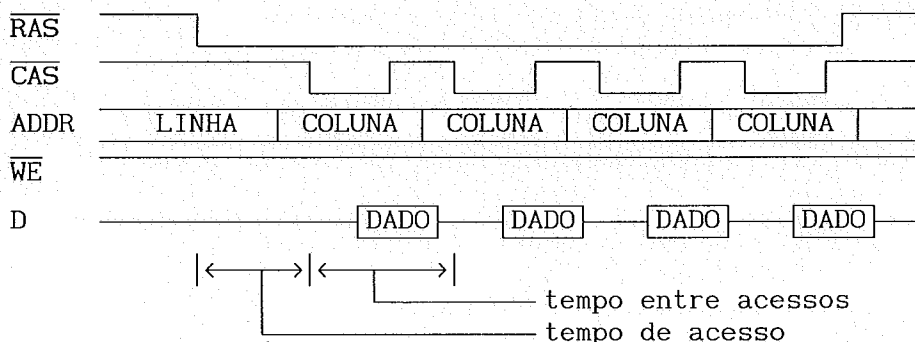 RAS
CAS
ADDR LINHA COLUNA COLUNA COLUNA COLUNA
WE
D DADO DADO DADO DADO
tempo entre acessos
tempo de acesso